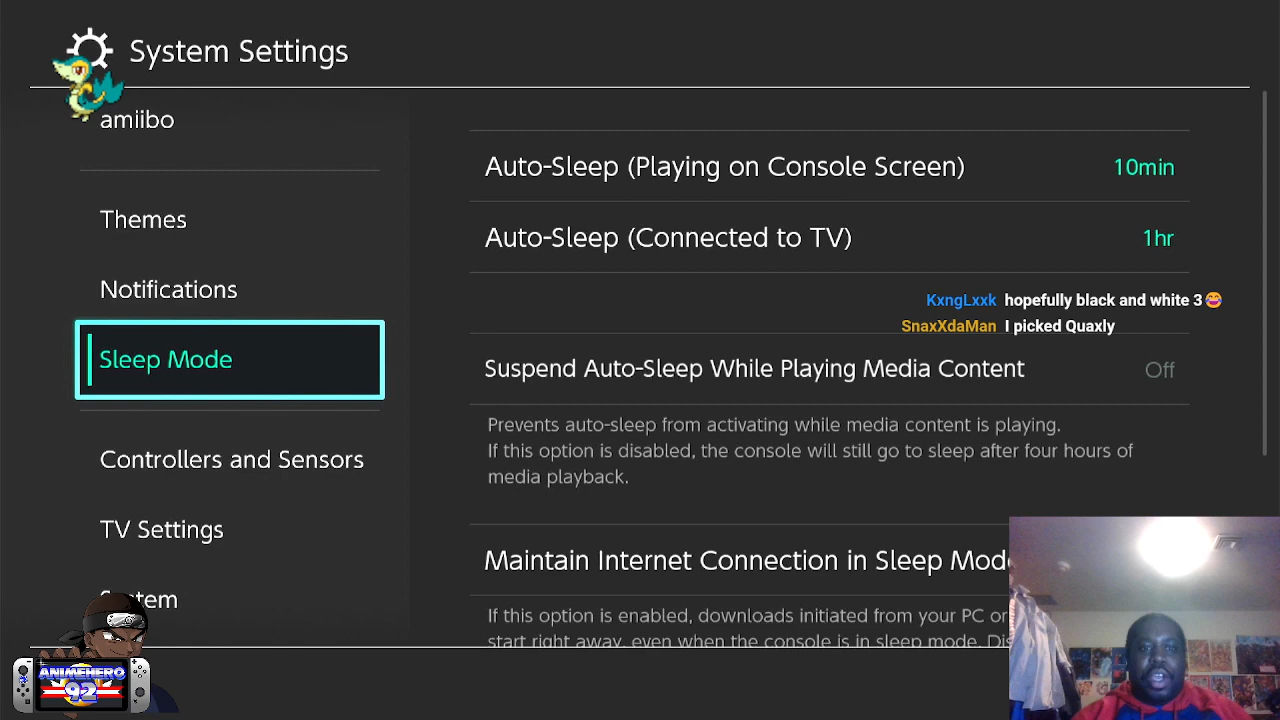 System Settings
amiibo
Themes
Notifications
Sleep Mode
Controllers and Sensors
TV Settings
Auto-Sleep (Playing on Console Screen) 10min
Auto-Sleep (Connected to TV) 1hr
KxngLxxk hopefully black and white 3😂
SnaxXdaMan I picked Quaxly
Suspend Auto-Sleep While Playing Media Content Off
Prevents auto-sleep from activating while media content is playing.
If this option is disabled, the console will still go to sleep after four hours of
media playback.
Maintain Internet Connection in Sleep Mod
If this option is enabled, downloads initiated from your PC or
start right away, even when the console is in sleep mode.
ANIMEHERO
92